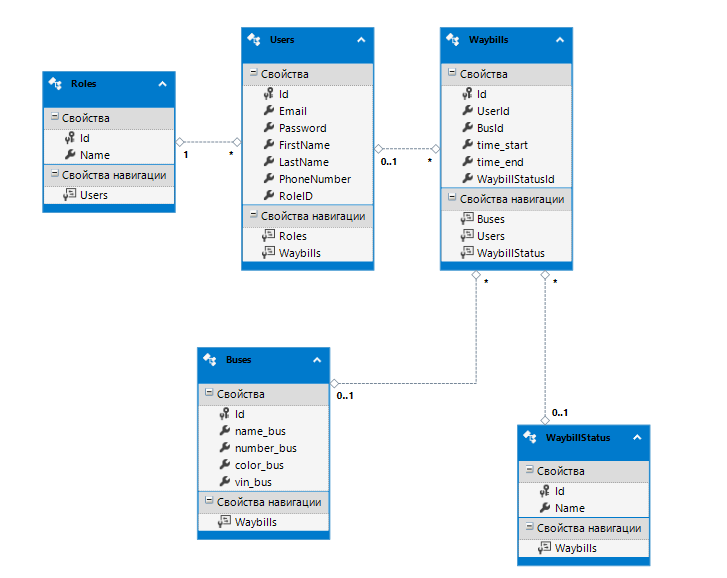 Roles
Свойства
Id
Name
Свойства навигации
Users
1
*
Users
Свойства
Id
Email
Password
FirstName
LastName
PhoneNumber
RoleID
Свойства навигации
Roles
Waybills
0..1
*
Waybills
Свойства
Id
UserId
BusId
time_start
time_end
WaybillStatusId
Свойства навигации
Buses
Users
WaybillStatus
*
*
Buses
Свойства
Id
name_bus
number_bus
color_bus
vin_bus
Свойства навигации
Waybills
0..1
0..1
WaybillStatus
Свойства
Id
Name
Свойства навигации
Waybills